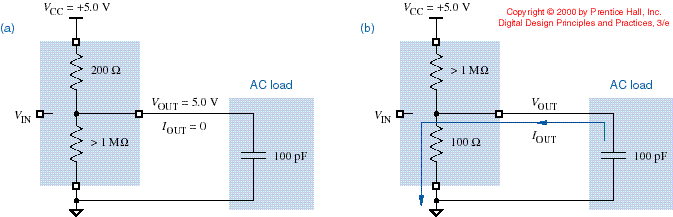 (a)
VCC = +5.0 V
200 Ω
VIN
> 1 MΩ
VOUT = 5.0 V
IOUT = 0
AC load
100 pF
(b)
VCC = +5.0 V
Copyright © 2000 by Prentice Hall, Inc.
Digital Design Principles and Practices, 3/e
> 1 MΩ
VIN
100 Ω
VOUT
IOUT
AC load
100 pF